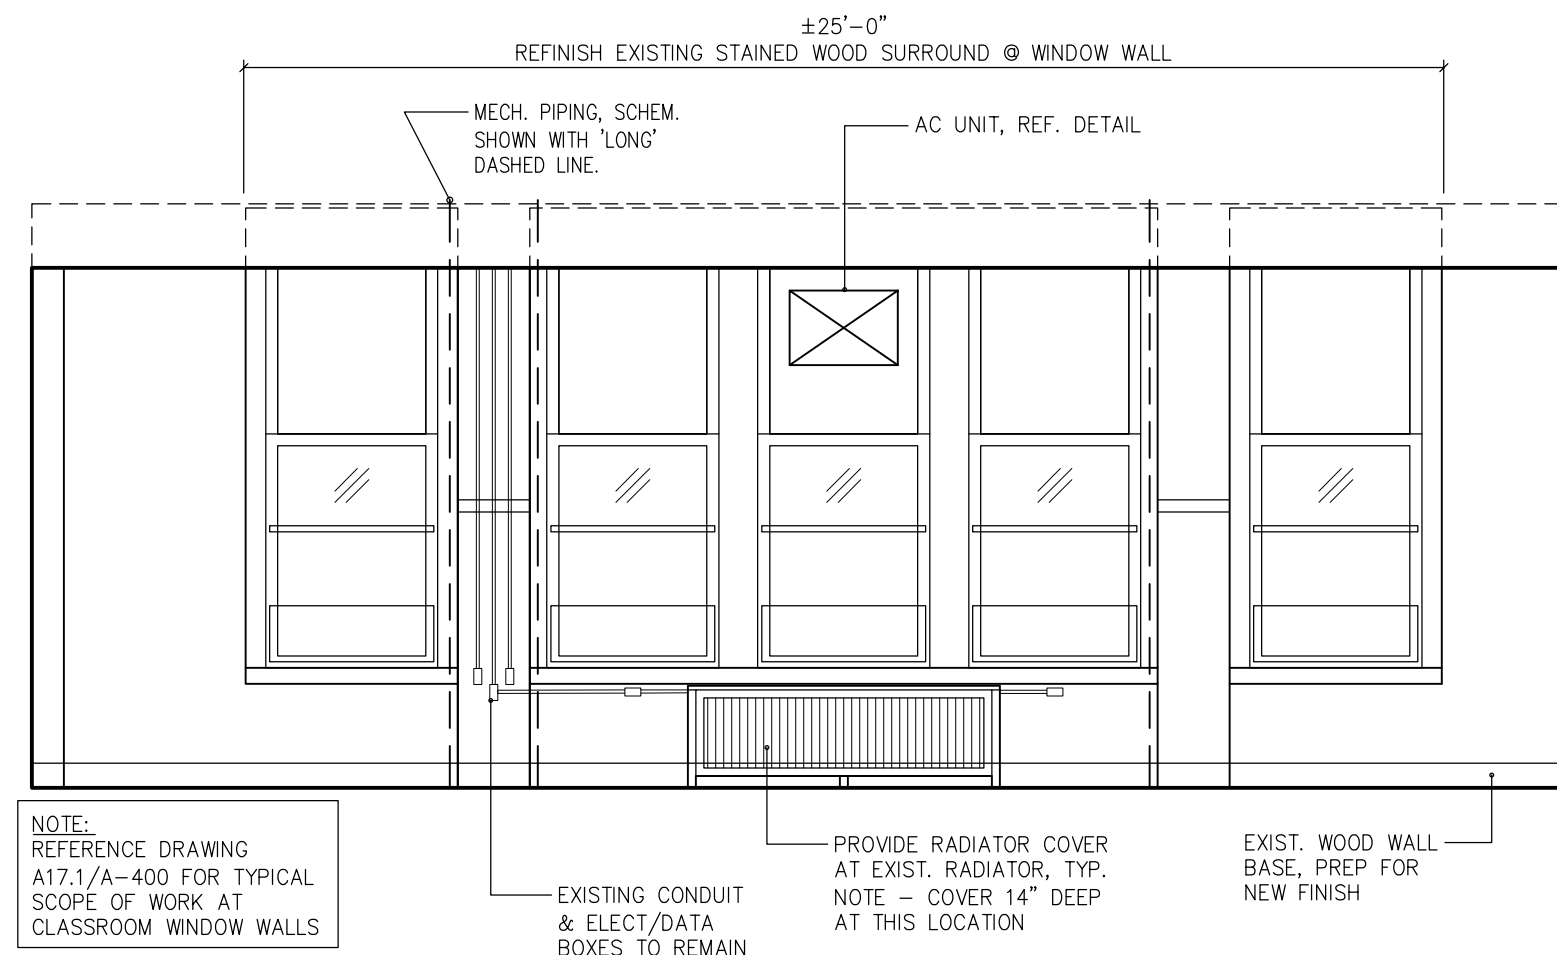 ±25'-0"
REFINISH EXISTING STAINED WOOD SURROUND @ WINDOW WALL
MECH. PIPING, SCHEM.
SHOWN WITH 'LONG'
DASHED LINE.
AC UNIT, REF. DETAIL
NOTE:
REFERENCE DRAWING
A17.1/A-400 FOR TYPICAL
SCOPE OF WORK AT
CLASSROOM WINDOW WALLS
EXISTING CONDUIT
& ELECT/DATA
BOXES TO REMAIN
PROVIDE RADIATOR COVER
AT EXIST. RADIATOR, TYP.
NOTE - COVER 14" DEEP
AT THIS LOCATION
EXIST. WOOD WALL
BASE, PREP FOR
NEW FINISH